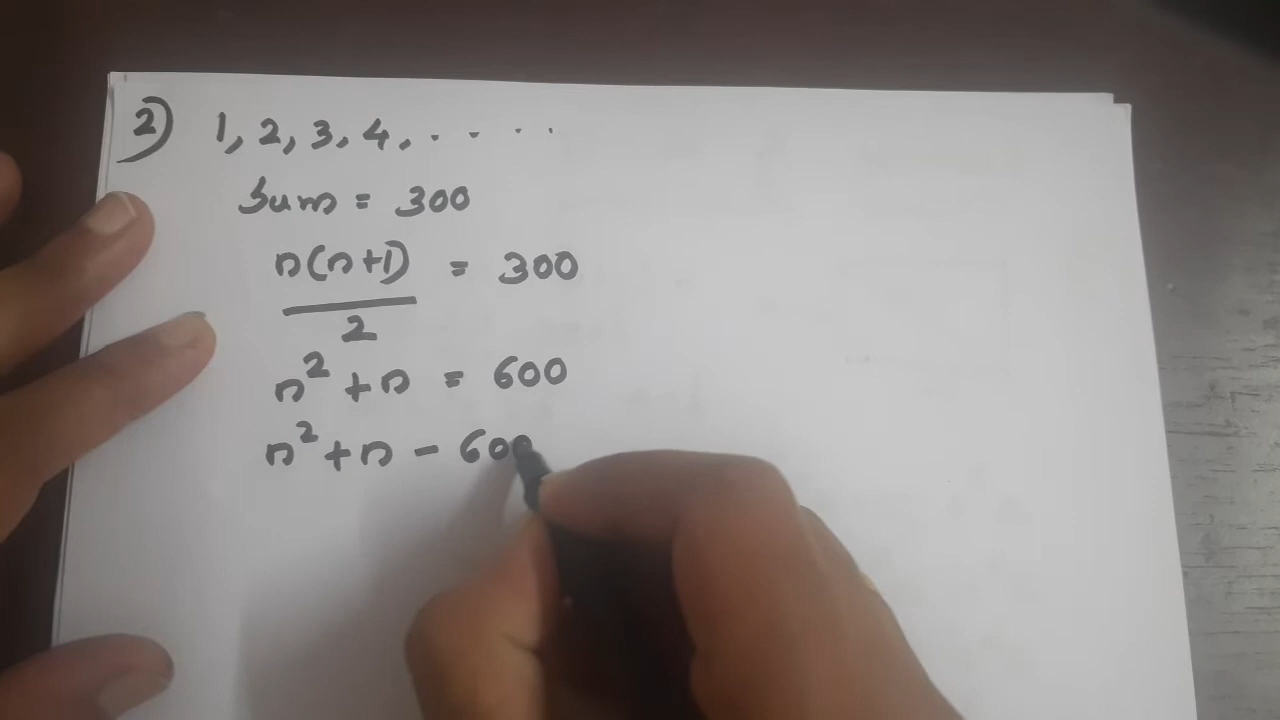 2) 1, 2, 3, 4, .....
Sum = 300
n(n+1)/2 = 300
n² + n = 600
n² + n - 600